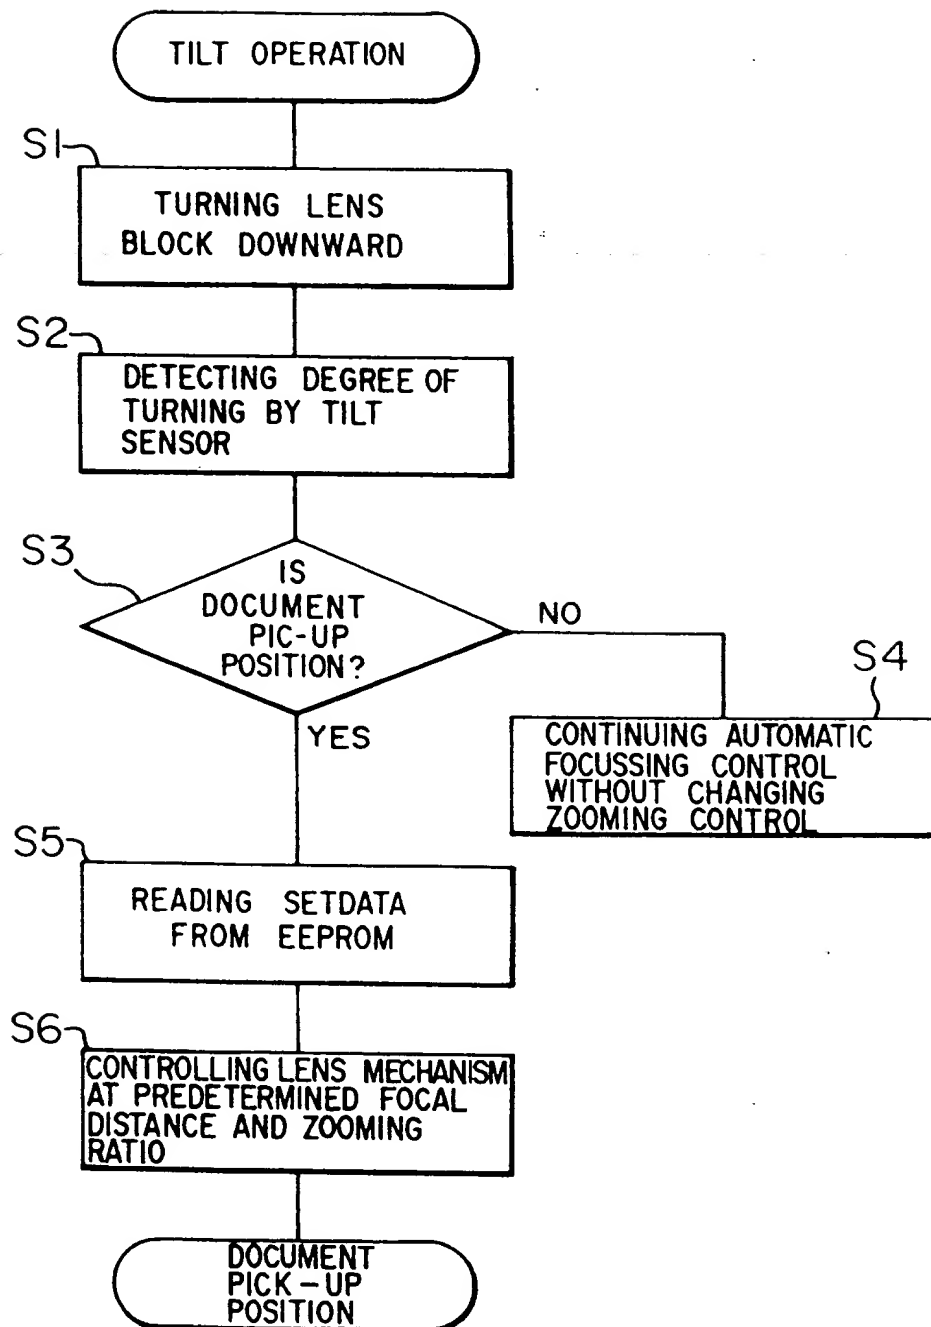 TILT OPERATION
S1
TURNING LENS
BLOCK DOWNWARD
S2
DETECTING DEGREE OF
TURNING BY TILT
SENSOR
S3
IS
DOCUMENT
PIC-UP
POSITION?
NO
YES
S4
CONTINUING AUTOMATIC
FOCUSSING CONTROL
WITHOUT CHANGING
ZOOMING CONTROL
S5
READING SETDATA
FROM EEPROM
S6
CONTROLLING LENS MECHANISM
AT PREDETERMINED FOCAL
DISTANCE AND ZOOMING
RATIO
DOCUMENT
PICK-UP
POSITION